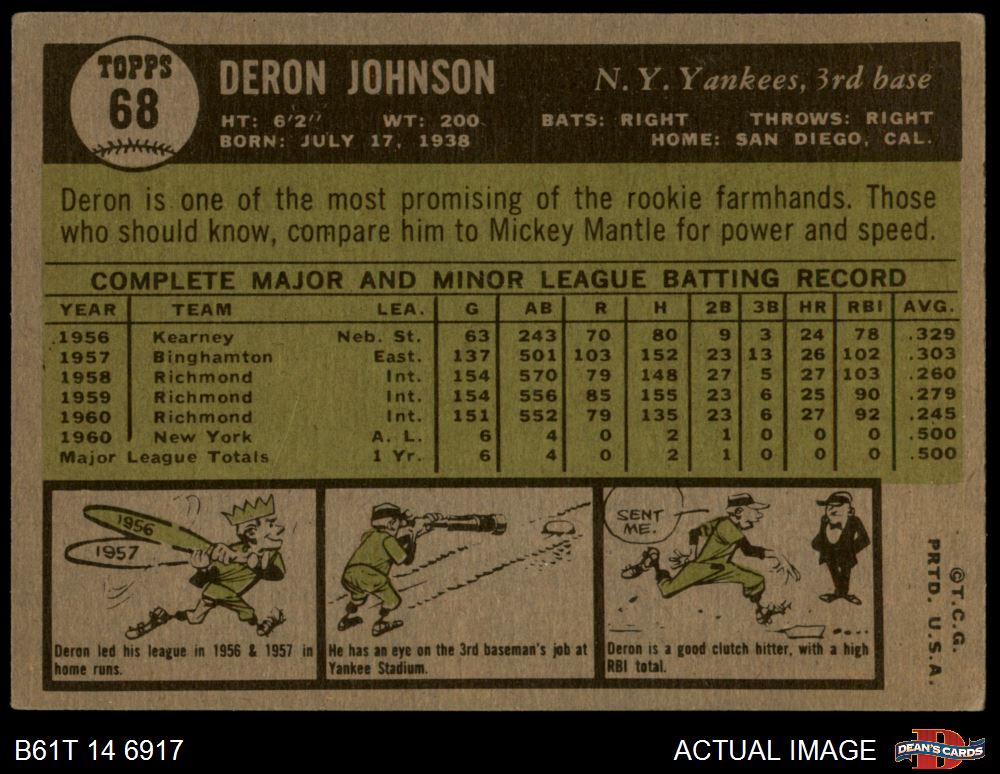 TOPPS
68
DERON JOHNSON
N. Y. Yankees, 3rd base
HT: 6'2" WT: 200 BATS: RIGHT THROWS: RIGHT
BORN: JULY 17, 1938 HOME: SAN DIEGO, CAL.
Deron is one of the most promising of the rookie farmhands. Those
who should know, compare him to Mickey Mantle for power and speed.
COMPLETE MAJOR AND MINOR LEAGUE BATTING RECORD
YEAR TEAM LEA. G AB R H 2B 3B HR RBI AVG.
1956 Kearney Neb. St. 63 243 70 80 9 3 24 78 .329
1957 Binghamton East. 137 501 103 152 23 13 26 102 .303
1958 Richmond Int. 154 570 79 148 27 5 27 103 .260
1959 Richmond Int. 154 556 85 155 23 6 25 90 .279
1960 Richmond Int. 151 552 79 135 23 6 27 92 .245
1960 New York A. L. 6 4 0 2 1 0 0 0 .500
Major League Totals 1 Yr. 6 4 0 2 1 0 0 0 .500
1956
1957
Deron led his league in 1956 & 1957 in
home runs.
He has an eye on the 3rd baseman's job at
Yankee Stadium.
SENT
ME.
Deron is a good clutch hitter, with a high
RBI total.
©T.C.G.
PRTD. U.S.A.
B61T 14 6917
ACTUAL IMAGE
D
DEAN'S CARDS